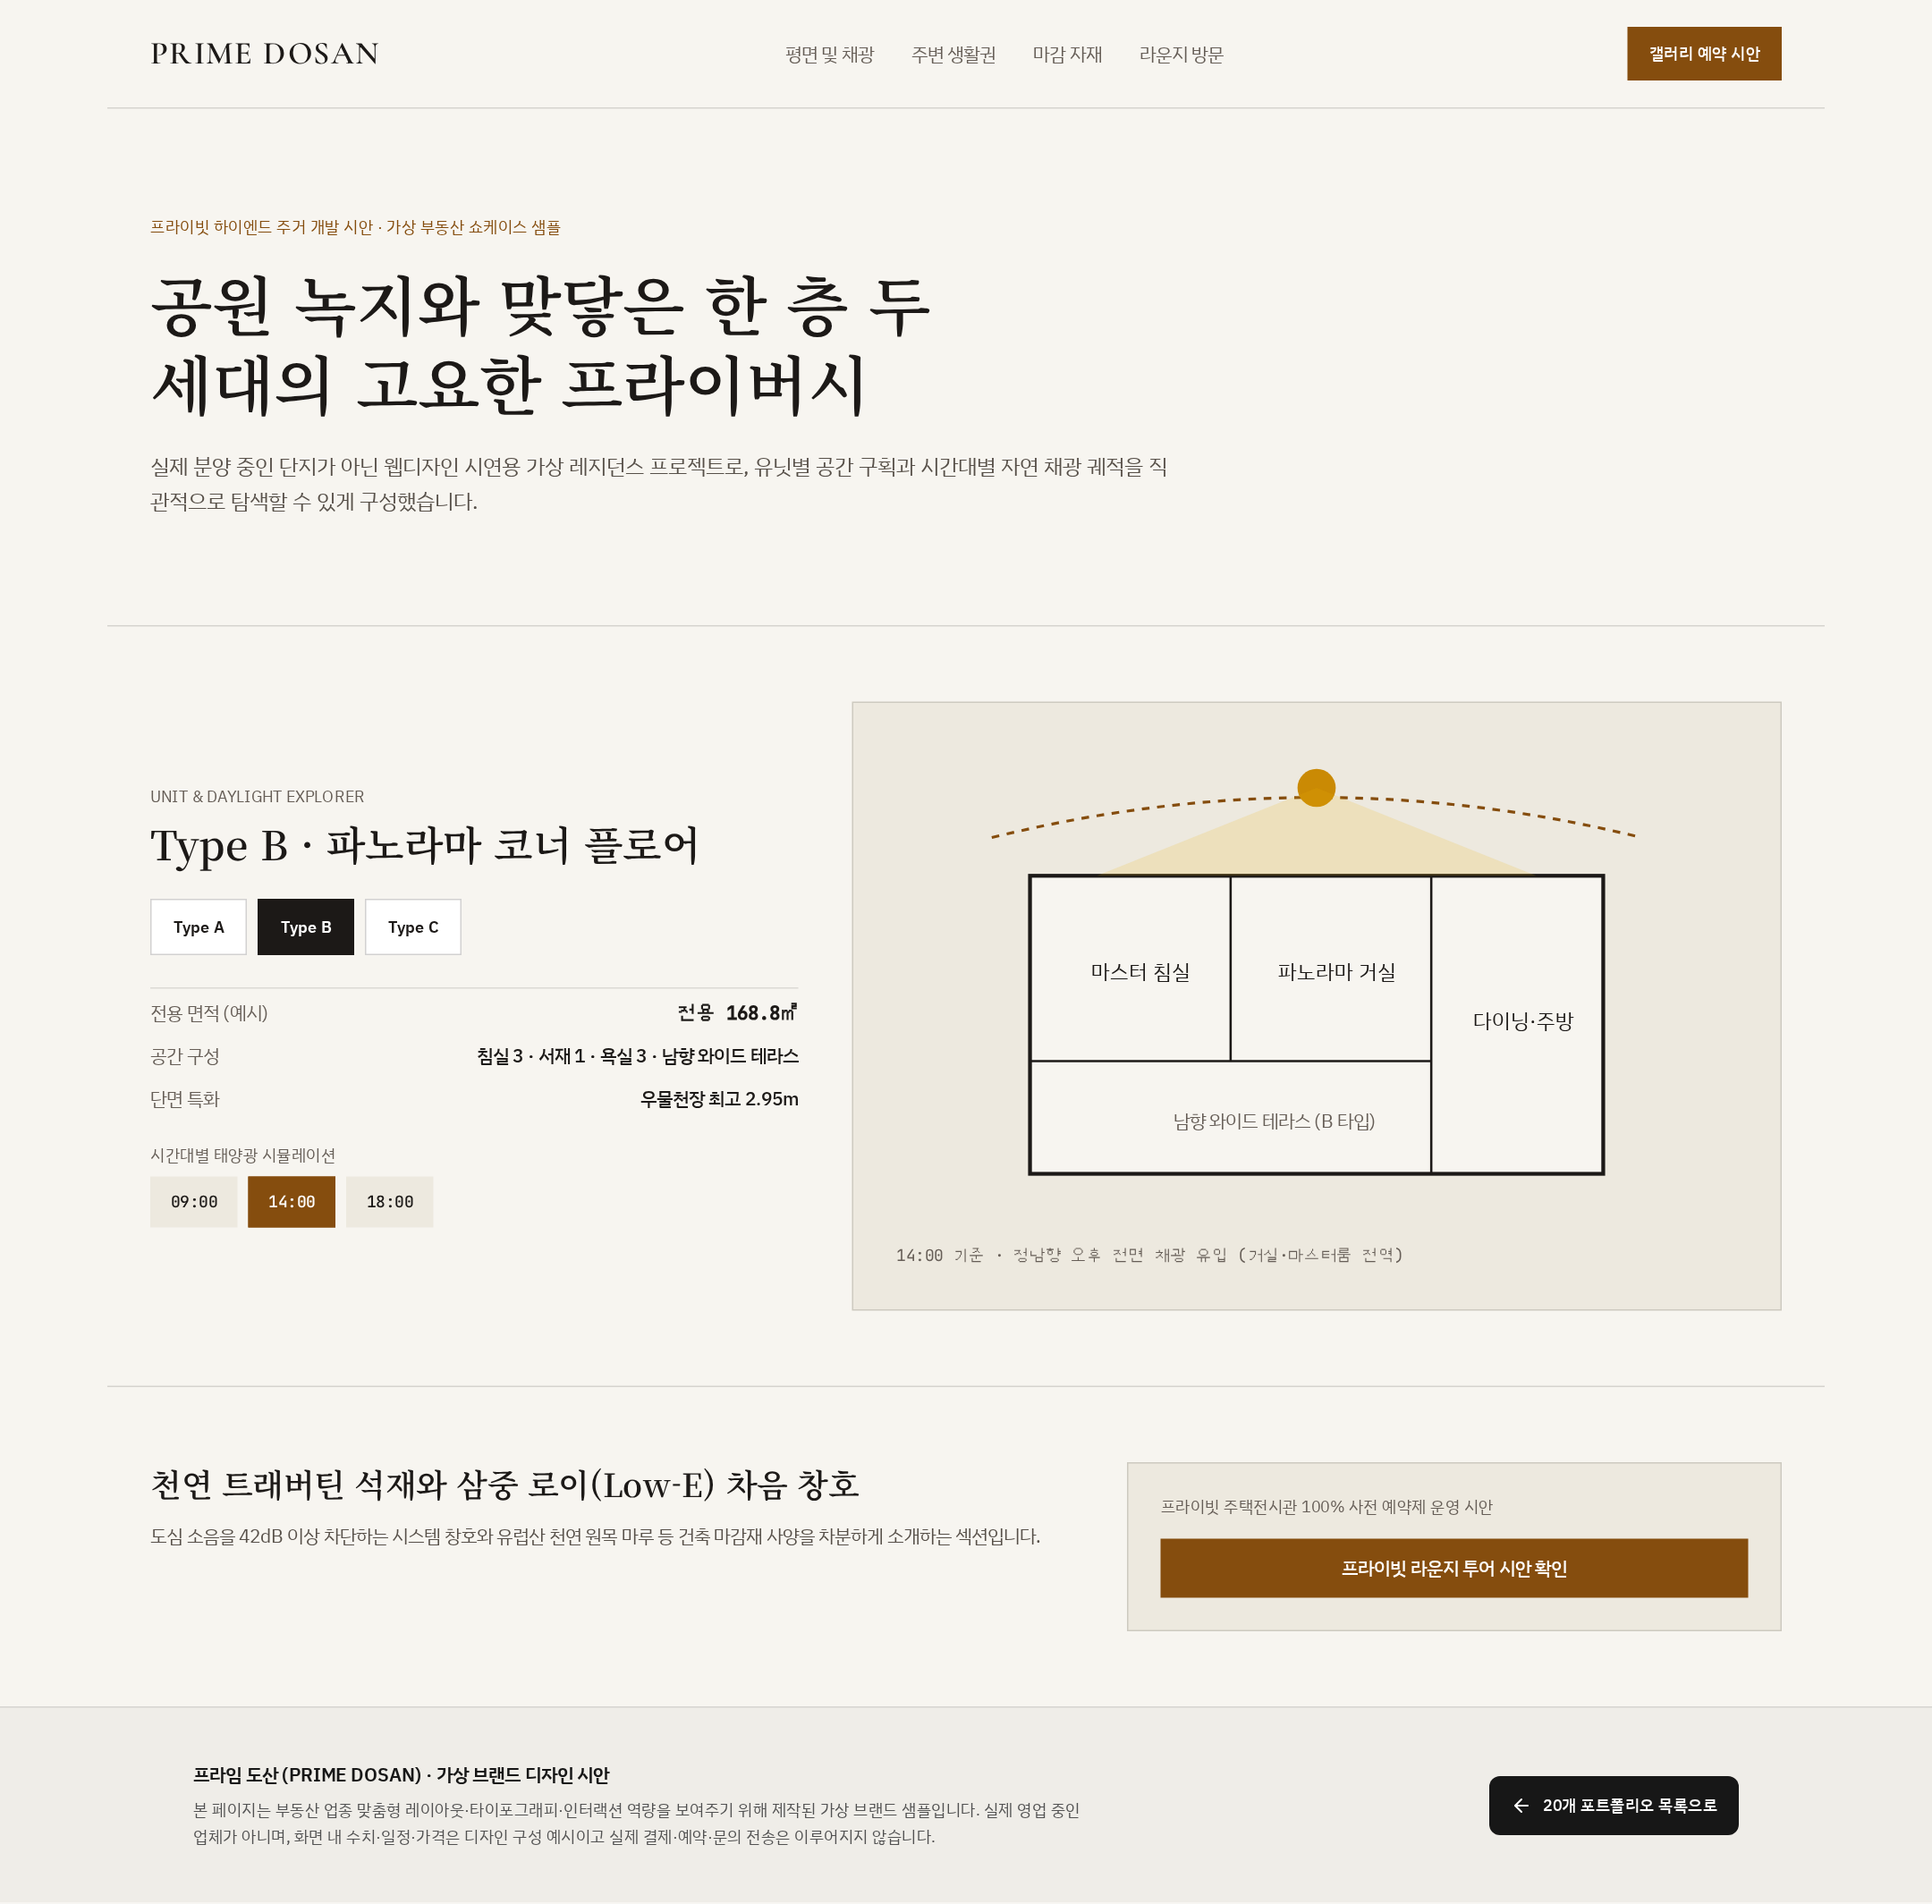 PRIME DOSAN
평면 및 채광
주변 생활권
마감 자재
라운지 방문
갤러리 예약 시안
프라이빗 하이엔드 주거 개발 시안 · 가상 부동산 쇼케이스 샘플
공원 녹지와 맞닿은 한 층 두
세대의 고요한 프라이버시
실제 분양 중인 단지가 아닌 웹디자인 시연용 가상 레지던스 프로젝트로, 유닛별 공간 구획과 시간대별 자연 채광 궤적을 직
관적으로 탐색할 수 있게 구성했습니다.
UNIT & DAYLIGHT EXPLORER
Type B · 파노라마 코너 플로어
Type A
Type B
Type C
전용 면적 (예시)
전용 168.8㎡
공간 구성
침실 3 · 서재 1 · 욕실 3 · 남향 와이드 테라스
단면 특화
우물천장 최고 2.95m
시간대별 태양광 시뮬레이션
09:00
14:00
18:00
마스터 침실
파노라마 거실
다이닝·주방
남향 와이드 테라스 (B 타입)
14:00 기준 · 정남향 오후 전면 채광 유입 (거실·마스터룸 전역)
천연 트래버틴 석재와 삼중 로이(Low-E) 차음 창호
도심 소음을 42dB 이상 차단하는 시스템 창호와 유럽산 천연 원목 마루 등 건축 마감재 사양을 차분하게 소개하는 섹션입니다.
프라이빗 주택전시관 100% 사전 예약제 운영 시안
프라이빗 라운지 투어 시안 확인
프라임 도산 (PRIME DOSAN) · 가상 브랜드 디자인 시안
본 페이지는 부동산 업종 맞춤형 레이아웃·타이포그래피·인터랙션 역량을 보여주기 위해 제작된 가상 브랜드 샘플입니다. 실제 영업 중인
업체가 아니며, 화면 내 수치·일정·가격은 디자인 구성 예시이고 실제 결제·예약·문의 전송은 이루어지지 않습니다.
← 20개 포트폴리오 목록으로